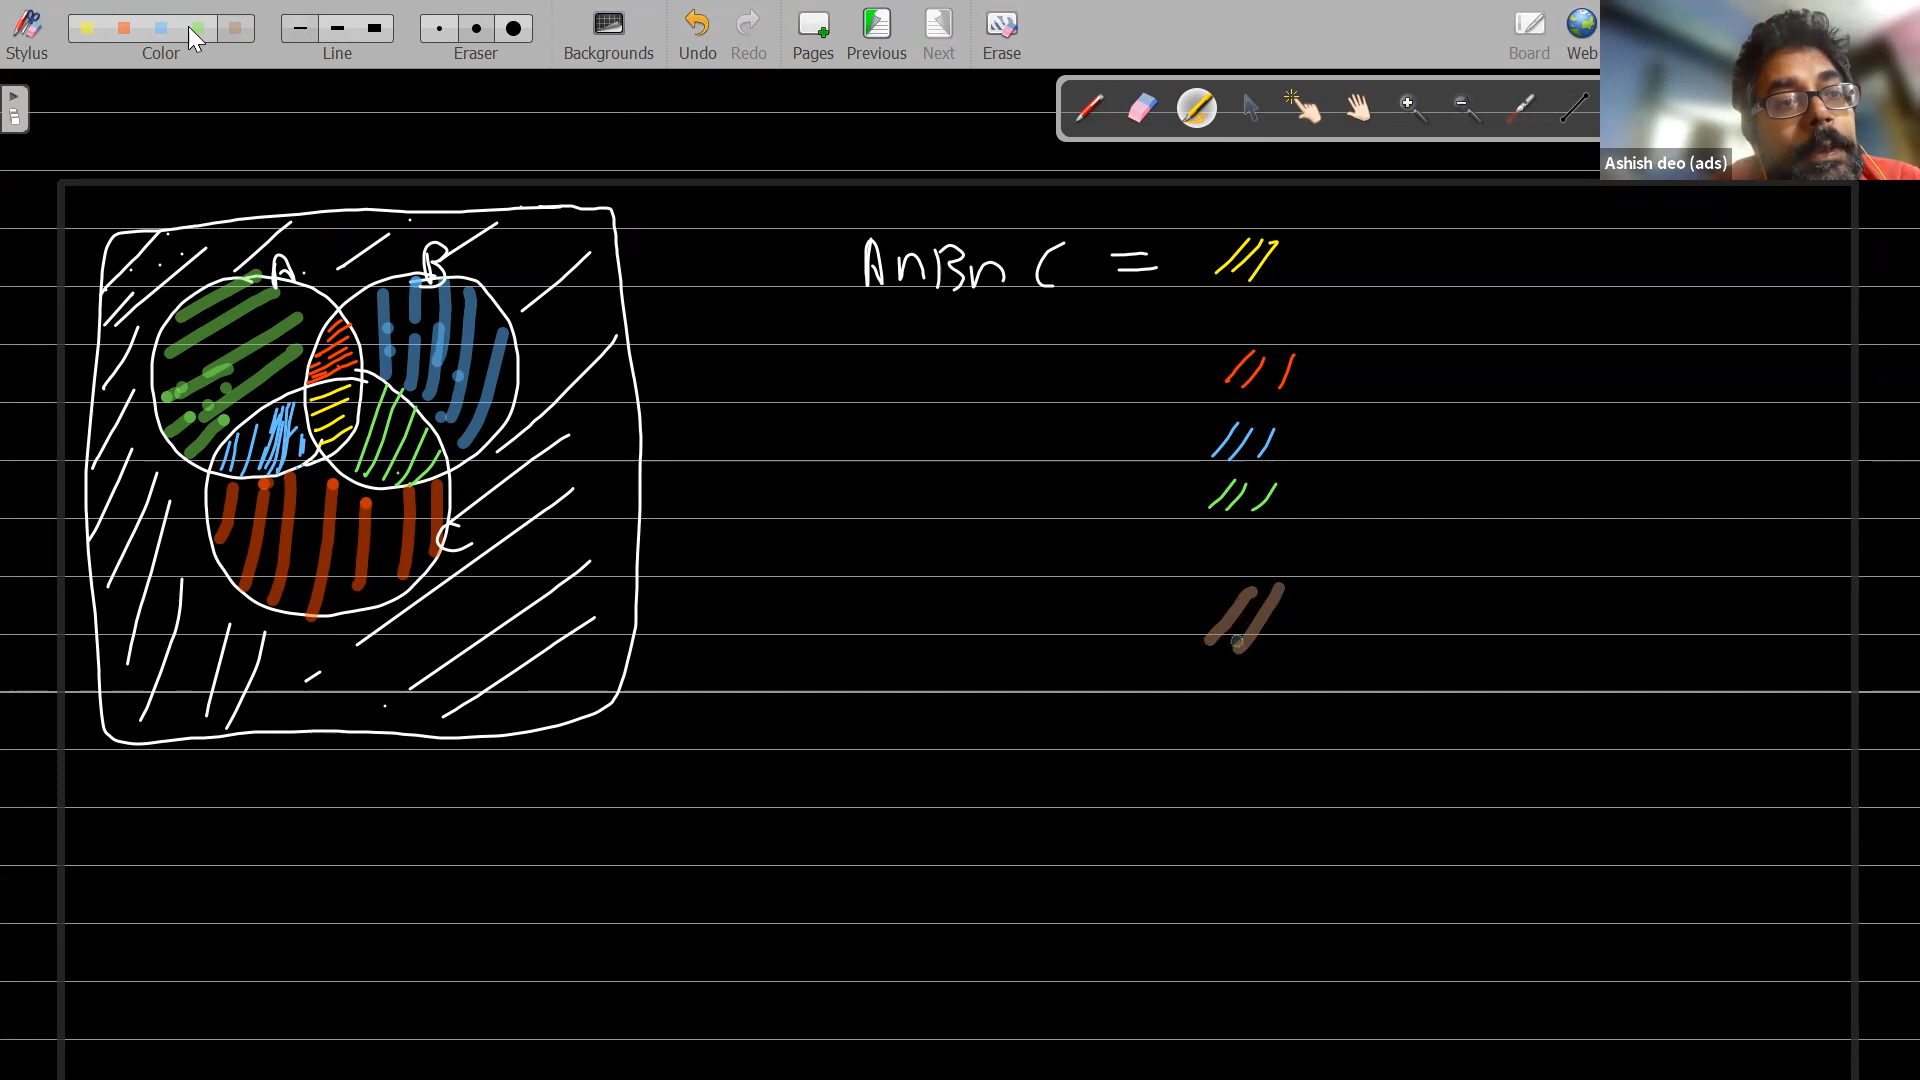 Stylus Color Line Eraser Backgrounds Undo Redo Pages Previous Next Erase Board Web
Ashish deo (ads)
A B
A∩B∩C =
C